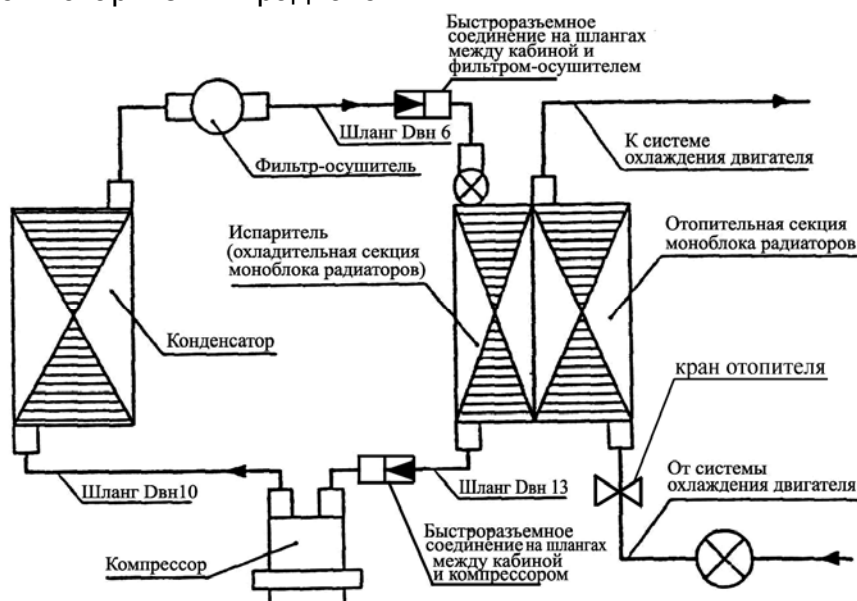 Быстроразъемное
соединение на шлангах
между кабиной и
фильтром-осушителем
Шланг Dвн 6
Фильтр-осушитель
К системе
охлаждения двигателя
Испаритель
(охладительная секция
моноблока радиаторов)
Отопительная секция
моноблока радиаторов
Конденсатор
кран отопителя
Шланг Dвн10
Шланг Dвн 13
От системы
охлаждения двигателя
Компрессор
Быстроразъемное
соединение на шлангах
между кабиной
и компрессором